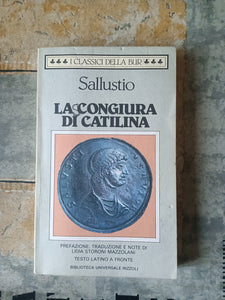 I CLASSICI DELLA BUR
Sallustio
LA CONGIURA
DI CATILINA
PREFAZIONE, TRADUZIONE E NOTE DI
LIDIA STORONI MAZZOLANI
TESTO LATINO A FRONTE
BIBLIOTECA UNIVERSALE RIZZOLI